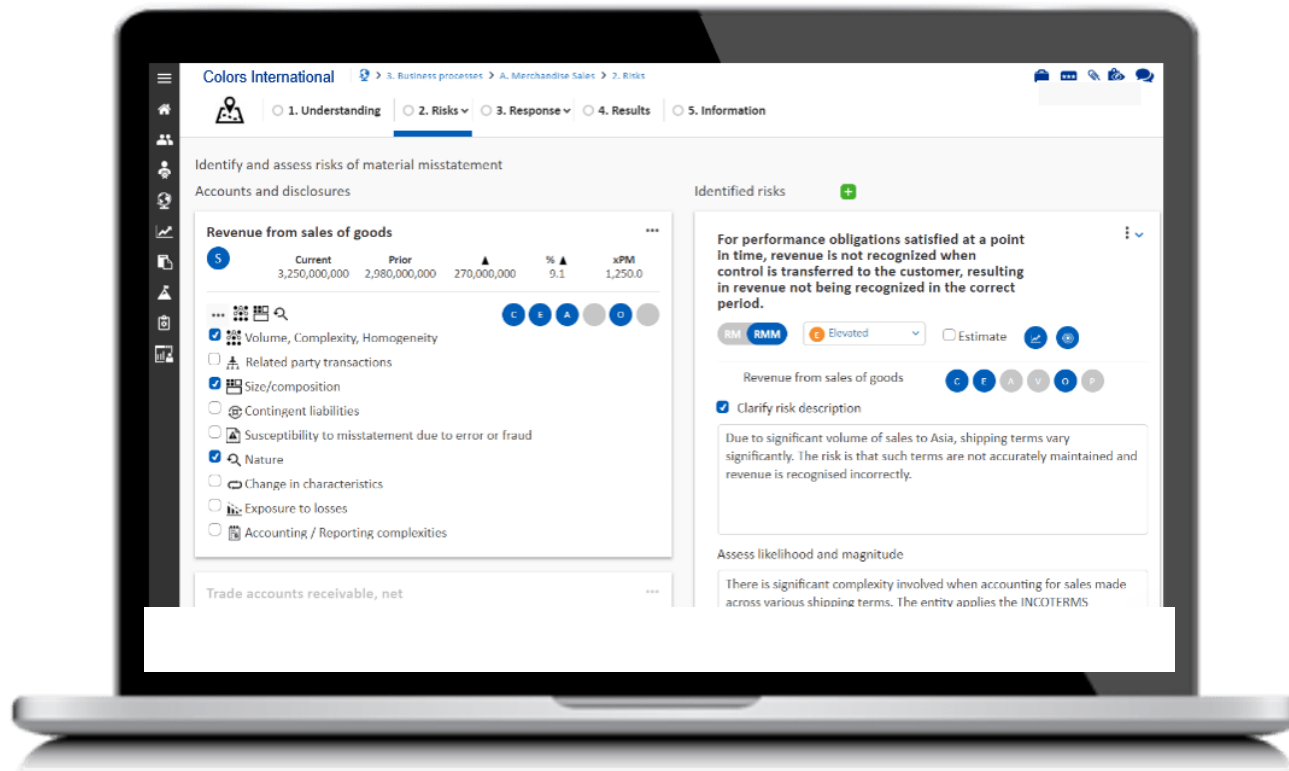 Colors International > 3. Business processes > A. Merchandise Sales > 2. Risks
1. Understanding 2. Risks 3. Response 4. Results 5. Information
Identify and assess risks of material misstatement
Accounts and disclosures
Revenue from sales of goods
S
Current Prior ▲ % ▲ xPM
3,250,000,000 2,980,000,000 270,000,000 9.1 1,250.0
C E A O
Volume, Complexity, Homogeneity
Related party transactions
Size/composition
Contingent liabilities
Susceptibility to misstatement due to error or fraud
Nature
Change in characteristics
Exposure to losses
Accounting / Reporting complexities
Trade accounts receivable, net
Identified risks
For performance obligations satisfied at a point
in time, revenue is not recognized when
control is transferred to the customer, resulting
in revenue not being recognized in the correct
period.
RM RMM E Elevated Estimate
Revenue from sales of goods C E A V O P
Clarify risk description
Due to significant volume of sales to Asia, shipping terms vary
significantly. The risk is that such terms are not accurately maintained and
revenue is recognised incorrectly.
Assess likelihood and magnitude
There is significant complexity involved when accounting for sales made
across various shipping terms. The entity applies the INCOTERMS